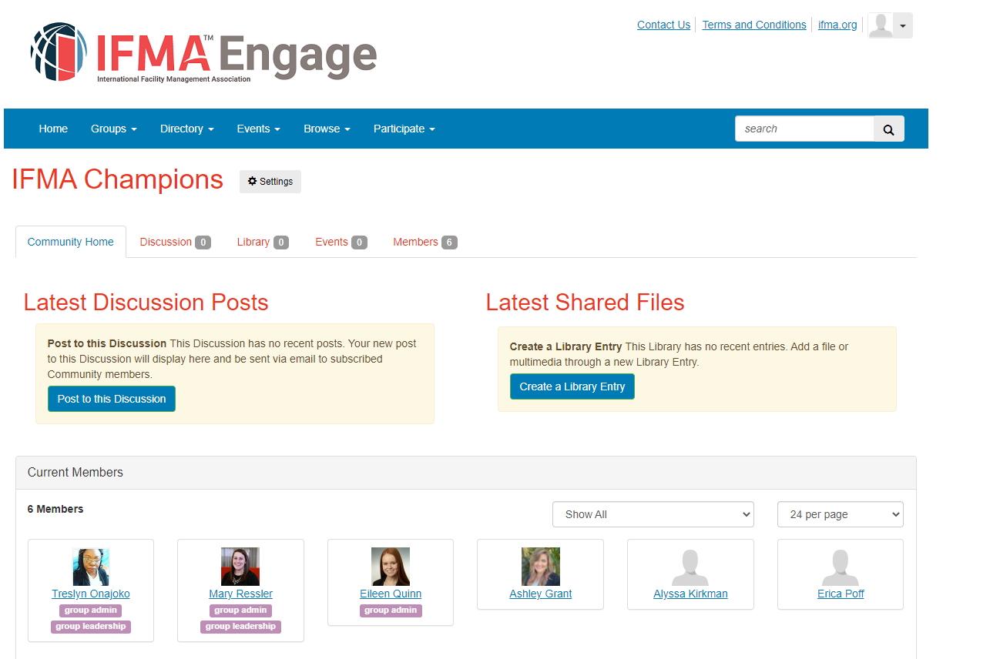 Contact Us
Terms and Conditions
ifma.org
IFMA™ Engage
International Facility Management Association
Home
Groups
Directory
Events
Browse
Participate
search
IFMA Champions
Settings
Community Home
Discussion 0
Library 0
Events 0
Members 6
Latest Discussion Posts
Post to this Discussion This Discussion has no recent posts. Your new post
to this Discussion will display here and be sent via email to subscribed
Community members.
Post to this Discussion
Latest Shared Files
Create a Library Entry This Library has no recent entries. Add a file or
multimedia through a new Library Entry.
Create a Library Entry
Current Members
6 Members
Show All
24 per page
Treslyn Onajoko
group admin
group leadership
Mary Ressler
group admin
group leadership
Eileen Quinn
group admin
Ashley Grant
Alyssa Kirkman
Erica Poff